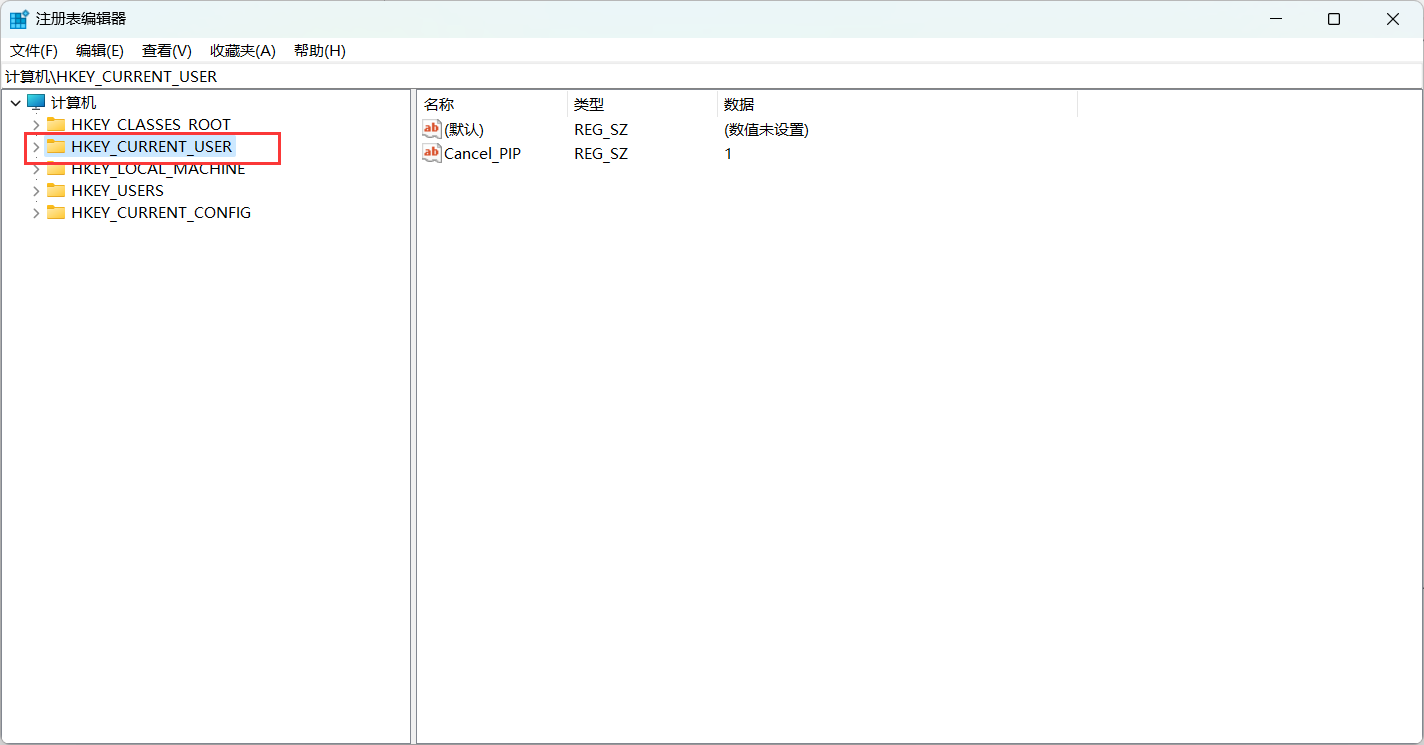 注册表编辑器
文件(F) 编辑(E) 查看(V) 收藏夹(A) 帮助(H)
计算机\HKEY_CURRENT_USER
计算机
HKEY_CLASSES_ROOT
HKEY_CURRENT_USER
HKEY_LOCAL_MACHINE
HKEY_USERS
HKEY_CURRENT_CONFIG
名称 类型 数据
ab (默认) REG_SZ (数值未设置)
ab Cancel_PIP REG_SZ 1